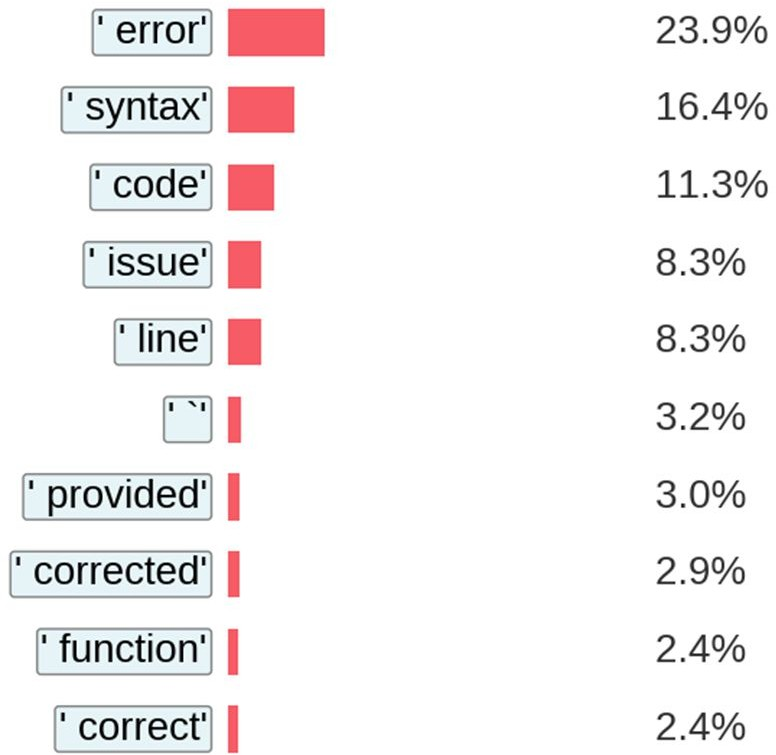 ' error' 23.9%
' syntax' 16.4%
' code' 11.3%
' issue' 8.3%
' line' 8.3%
' `' 3.2%
' provided' 3.0%
' corrected' 2.9%
' function' 2.4%
' correct' 2.4%